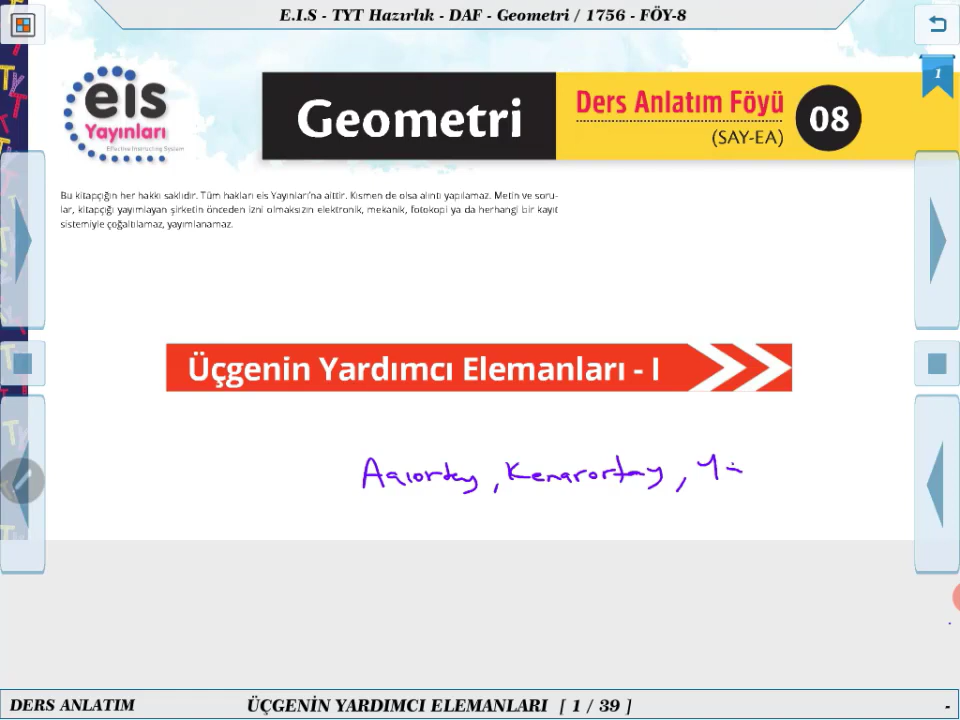 E.I.S - TYT Hazırlık - DAF - Geometri / 1756 - FÖY-8
1
eis
Yayınları
Effective Interacting System
Geometri
Ders Anlatım Föyü
(SAY-EA)
08
Bu kitapçığın her hakkı saklıdır. Tüm hakları eis Yayınları'na aittir. Kısmen de olsa alıntı yapılamaz. Metin ve soru-
lar, kitapçığı yayımlayan şirketin önceden izni olmaksızın elektronik, mekanik, fotokopi ya da herhangi bir kayıt
sistemiyle çoğaltılamaz, yayımlanamaz.
Üçgenin Yardımcı Elemanları - I
Açıortay, Kenarortay,
DERS ANLATIM
ÜÇGENİN YARDIMCI ELEMANLARI [ 1 / 39 ]
-